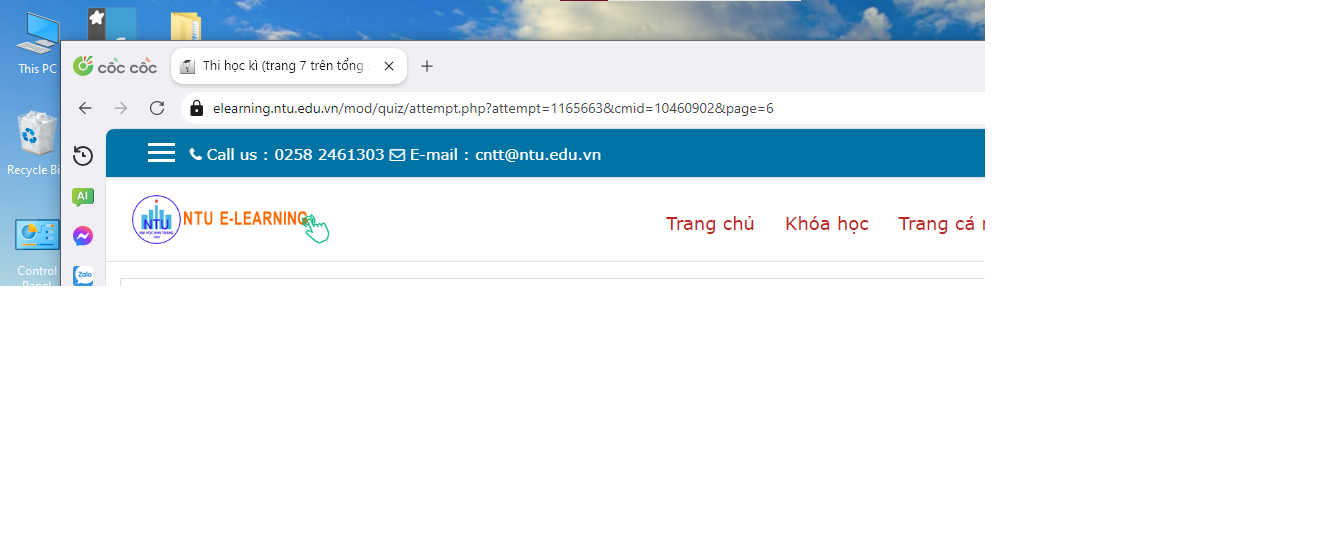 This PC
cốc cốc
Thi học kì (trang 7 trên tổng
elearning.ntu.edu.vn/mod/quiz/attempt.php?attempt=1165663&cmid=10460902&page=6
Call us : 0258 2461303 E-mail : cntt@ntu.edu.vn
Recycle Bi
AI
NTU
NTU E-LEARNING
Trang chủ Khóa học Trang cá
Zalo
Control
Panel